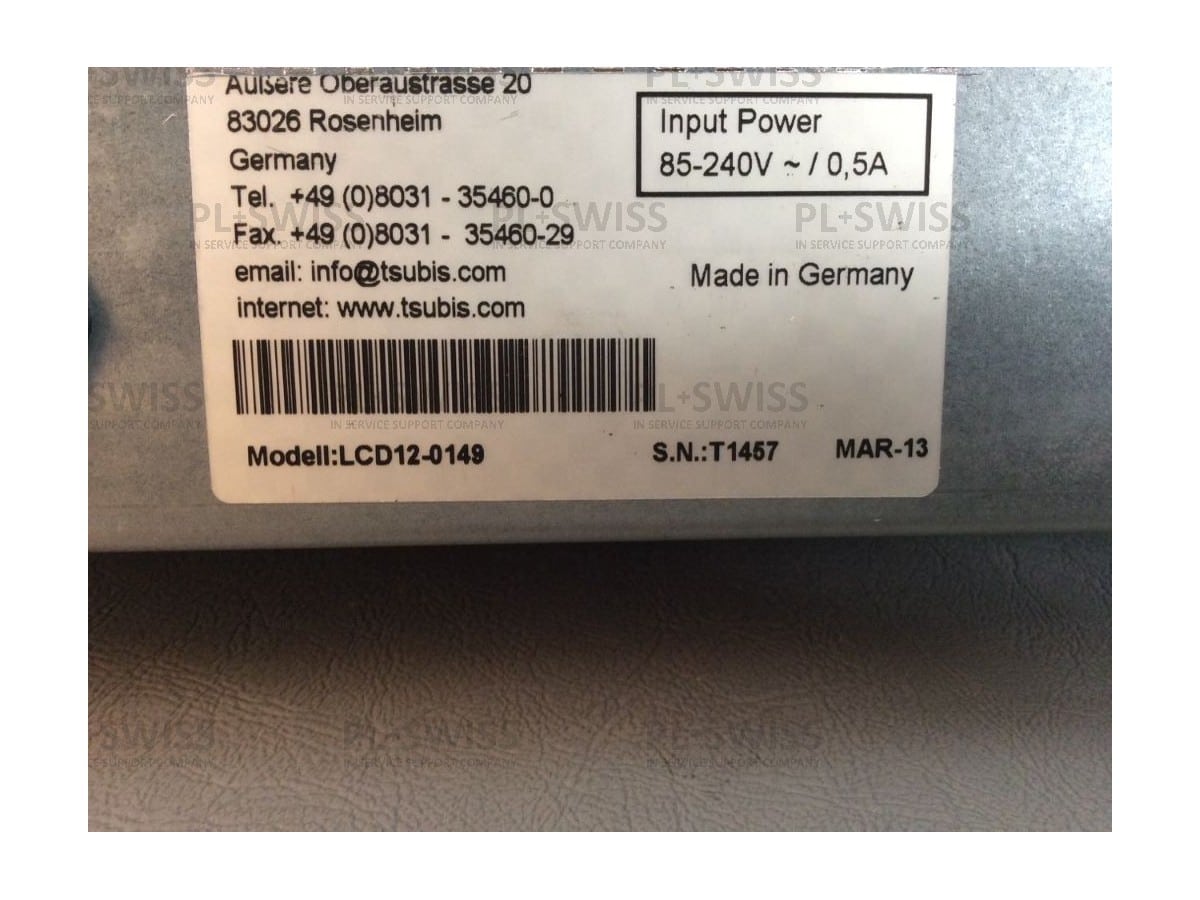 Äußere Oberaustrasse 20
83026 Rosenheim
Germany
Tel. +49 (0)8031 - 35460-0
Fax. +49 (0)8031 - 35460-29
email: info@tsubis.com
internet: www.tsubis.com
Input Power
85-240V ~ / 0,5A
Made in Germany
Modell:LCD12-0149
S.N.:T1457
MAR-13
PL+SWISS
IN SERVICE SUPPORT COMPANY